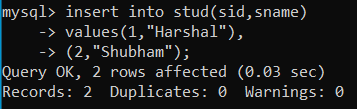 mysql> insert into stud(sid,sname)
    -> values(1,"Harshal"),
    -> (2,"Shubham");
Query OK, 2 rows affected (0.03 sec)
Records: 2  Duplicates: 0  Warnings: 0